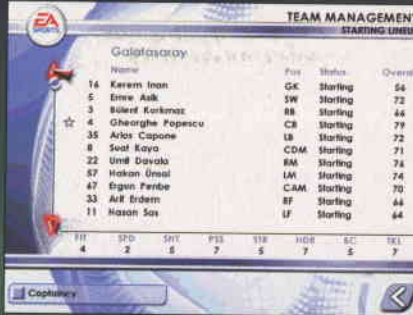 EA
SPORTS
TEAM MANAGEMENT
STARTING LINEUP
Galatasaray
Name Pos Status Overall
16 Kerem Inan GK Starting 56
5 Emre Asik SW Starting 72
3 Bülent Korkmaz RB Starting 66
4 Gheorghe Popescu CB Starting 79
35 Arlos Capone LB Starting 72
8 Suat Kaya CDM Starting 71
22 Umit Davala RM Starting 76
57 Hakan Ünsal LM Starting 74
67 Ergun Penbe CAM Starting 70
33 Arif Erdem RF Starting 66
11 Hasan Sas LF Starting 64
FIT SPD SHT PSS STR HDR BC TKL
4 2 5 7 5 7 5 7
Captaincy